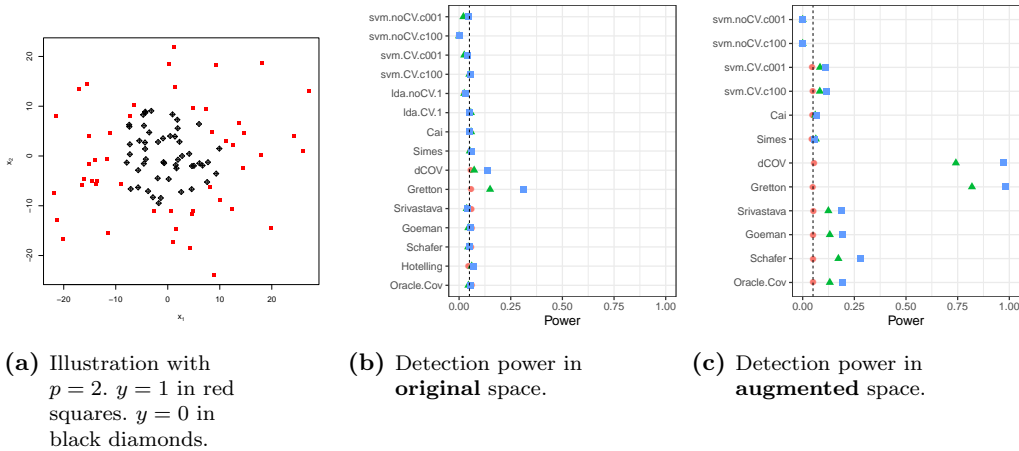 20
10
0
−10
−20
x2
−20
−10
0
10
20
x1
svm.noCV.c001
svm.noCV.c100
svm.CV.c001
svm.CV.c100
lda.noCV.1
lda.CV.1
Cai
Simes
dCOV
Gretton
Srivastava
Goeman
Schafer
Hotelling
Oracle.Cov
0.00 0.25 0.50 0.75 1.00
Power
svm.noCV.c001
svm.noCV.c100
svm.CV.c001
svm.CV.c100
Cai
Simes
dCOV
Gretton
Srivastava
Goeman
Schafer
Oracle.Cov
0.00 0.25 0.50 0.75 1.00
Power
(a) Illustration with
p = 2. y = 1 in red
squares. y = 0 in
black diamonds.
(b) Detection power in
original space.
(c) Detection power in
augmented space.